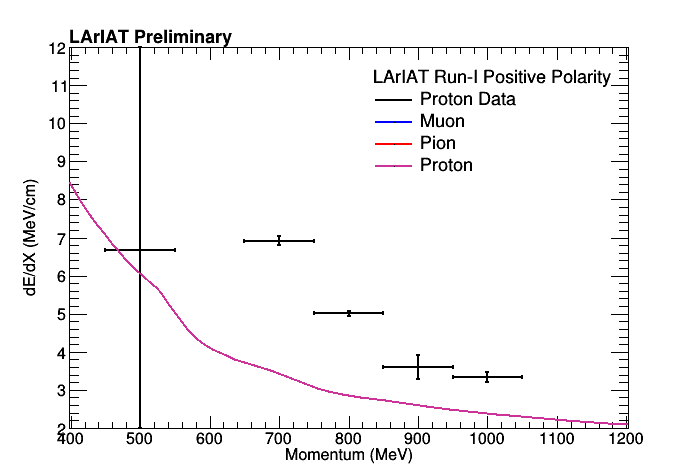 LArIAT Preliminary
LArIAT Run-I Positive Polarity
Proton Data
Muon
Pion
Proton
dE/dX (MeV/cm)
12
11
10
9
8
7
6
5
4
3
2
400 500 600 700 800 900 1000 1100 1200
Momentum (MeV)